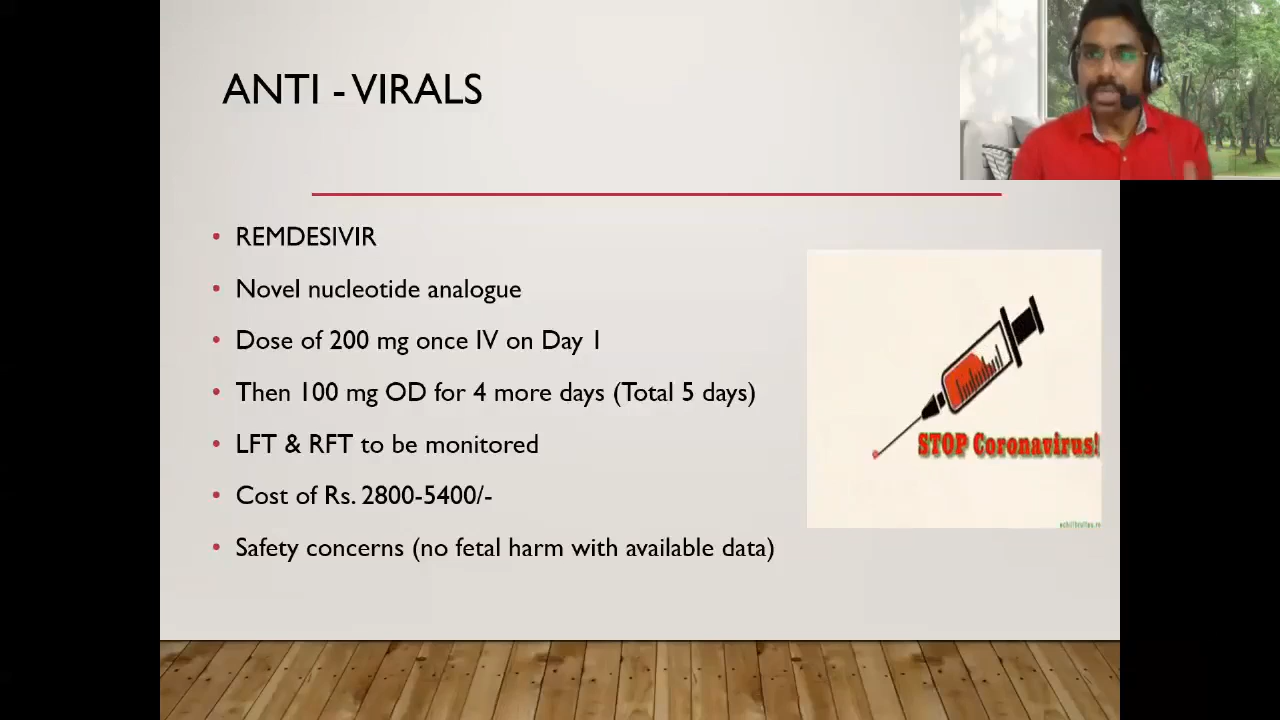 ANTI - VIRALS
• REMDESIVIR
• Novel nucleotide analogue
• Dose of 200 mg once IV on Day 1
• Then 100 mg OD for 4 more days (Total 5 days)
• LFT & RFT to be monitored
• Cost of Rs. 2800-5400/-
• Safety concerns (no fetal harm with available data)
STOP Coronavirus!